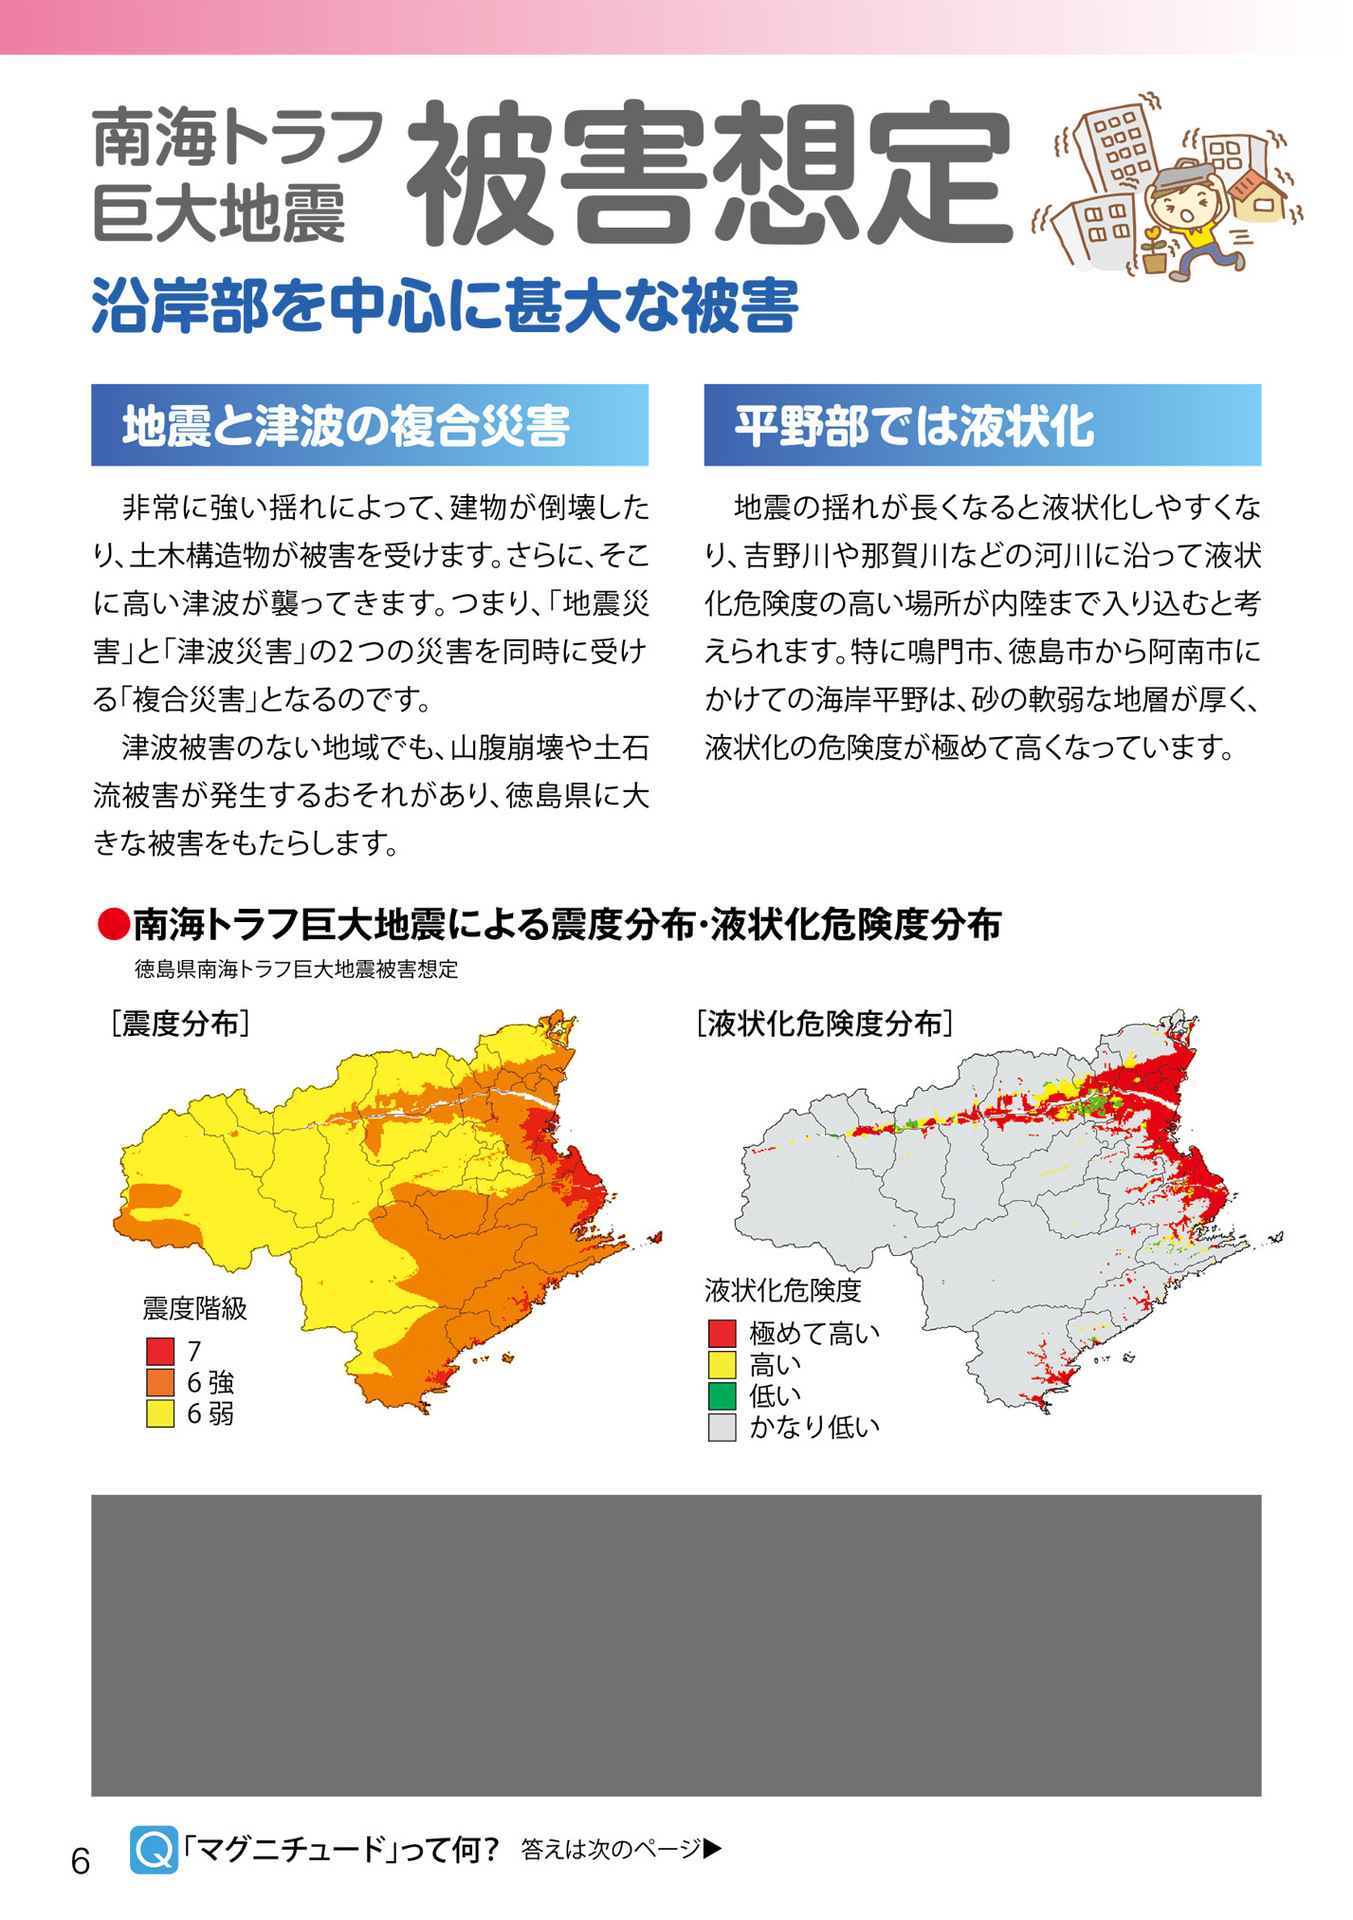 南海トラフ
巨大地震
被害想定
沿岸部を中心に甚大な被害
地震と津波の複合災害
　非常に強い揺れによって、建物が倒壊した
り、土木構造物が被害を受けます。さらに、そこ
に高い津波が襲ってきます。つまり、「地震災
害」と「津波災害」の2つの災害を同時に受け
る「複合災害」となるのです。
　津波被害のない地域でも、山腹崩壊や土石
流被害が発生するおそれがあり、徳島県に大
きな被害をもたらします。
平野部では液状化
　地震の揺れが長くなると液状化しやすくな
り、吉野川や那賀川などの河川に沿って液状
化危険度の高い場所が内陸まで入り込むと考
えられます。特に鳴門市、徳島市から阿南市に
かけての海岸平野は、砂の軟弱な地層が厚く、
液状化の危険度が極めて高くなっています。
●南海トラフ巨大地震による震度分布・液状化危険度分布
徳島県南海トラフ巨大地震被害想定
［震度分布］
震度階級
7
6 強
6 弱
［液状化危険度分布］
液状化危険度
極めて高い
高い
低い
かなり低い
Q「マグニチュード」って何？ 答えは次のページ▶
6